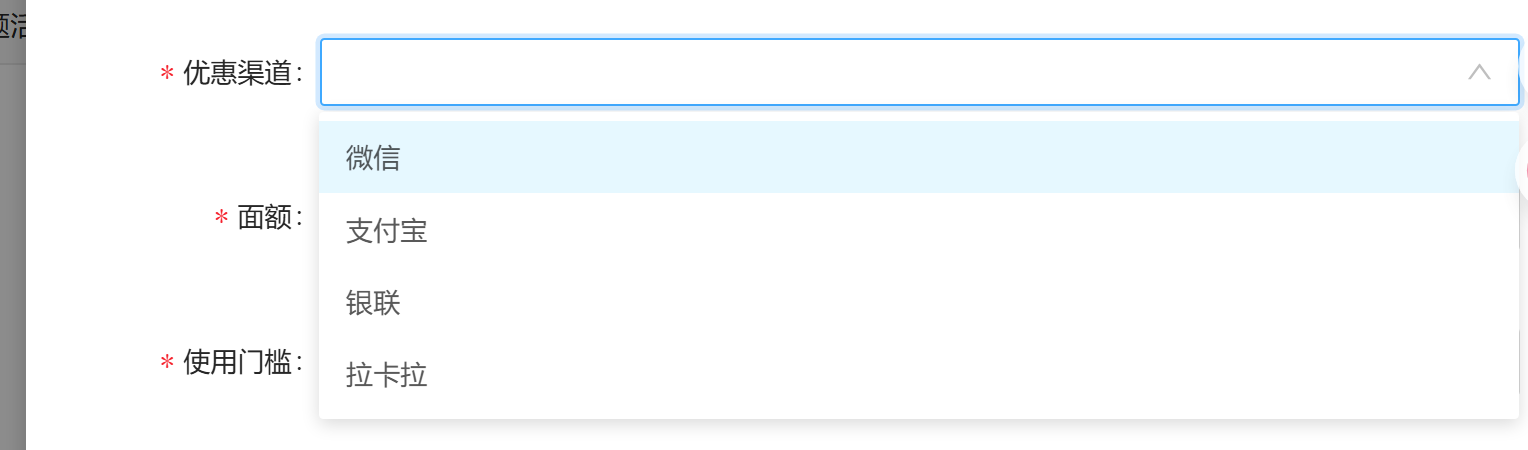 * 优惠渠道:
微信
支付宝
* 面额:
银联
* 使用门槛:
拉卡拉